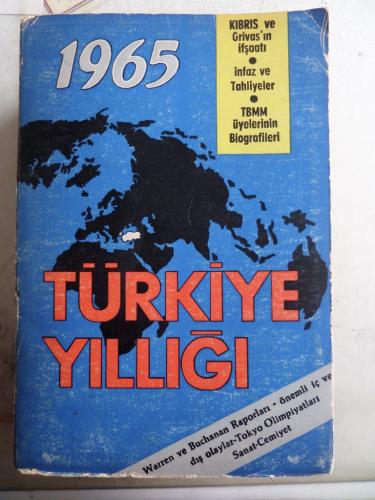 1965
KIBRIS ve
Grivas'ın
ifşaatı
infaz ve
Tahliyeler
TBMM
üyelerinin
Biografileri
TÜRKİYE
YILLIĞI
Warren ve Buchanan Raporları - önemli iç ve
dış olaylar-Tokyo Olimpiyatları
Sanat-Cemiyet